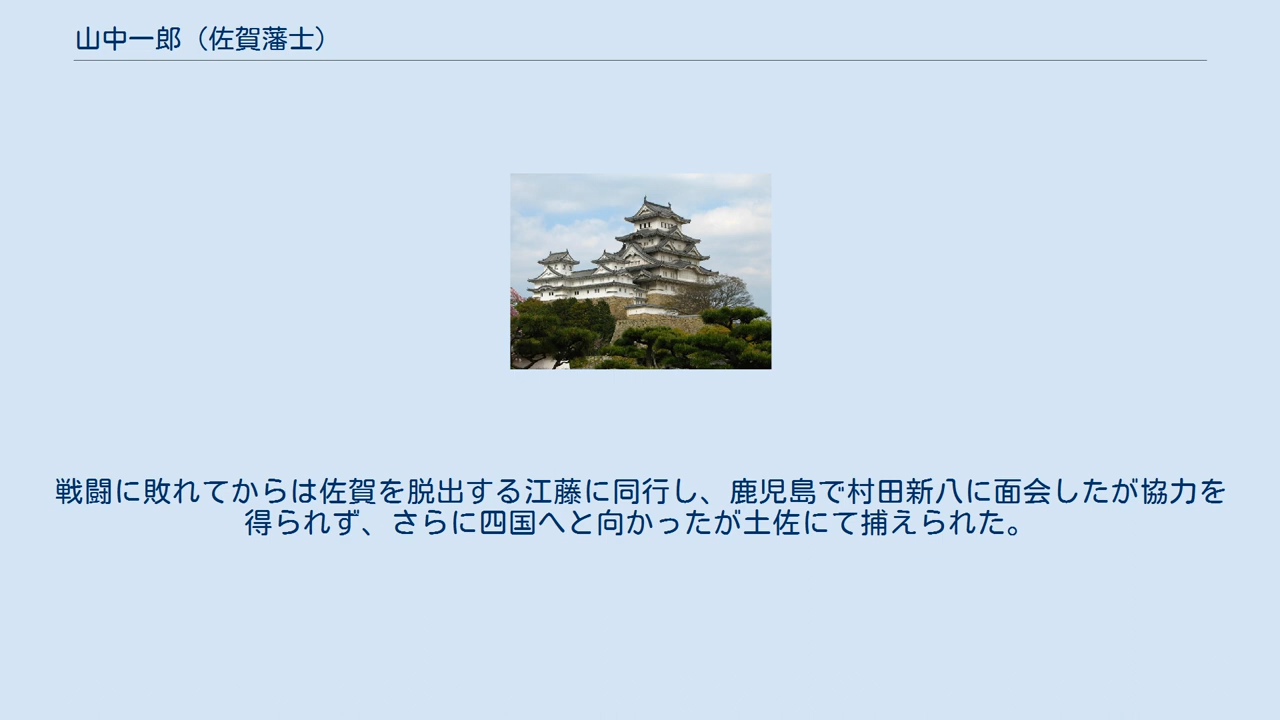 山中一郎（佐賀藩士）
戦闘に敗れてからは佐賀を脱出する江藤に同行し、鹿児島で村田新八に面会したが協力を
得られず、さらに四国へと向かったが土佐にて捕えられた。